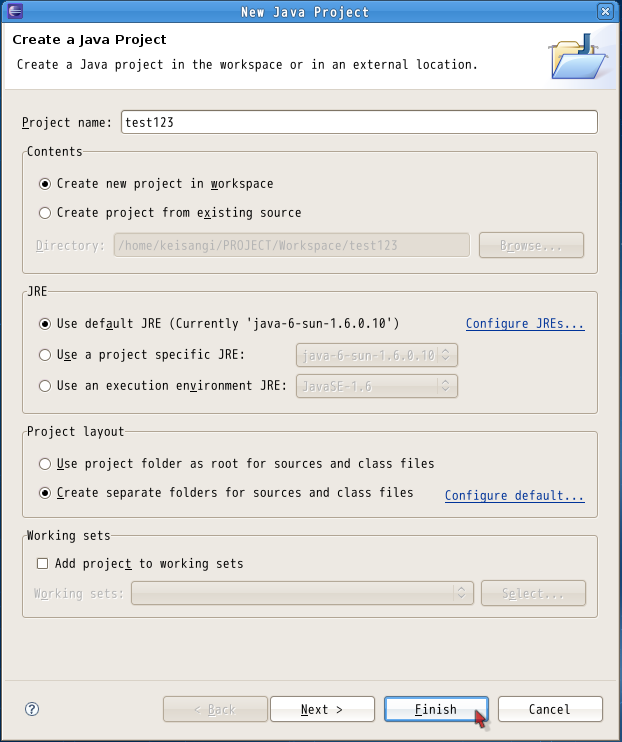 New Java Project
Create a Java Project
Create a Java project in the workspace or in an external location.
Project name: test123
Contents
Create new project in workspace
Create project from existing source
Directory: /home/keisangi/PROJECT/Workspace/test123 Browse...
JRE
Use default JRE (Currently 'java-6-sun-1.6.0.10') Configure JREs...
Use a project specific JRE: java-6-sun-1.6.0.10
Use an execution environment JRE: JavaSE-1.6
Project layout
Use project folder as root for sources and class files
Create separate folders for sources and class files Configure default...
Working sets
Add project to working sets
Working sets: Select...
? < Back Next > Finish Cancel